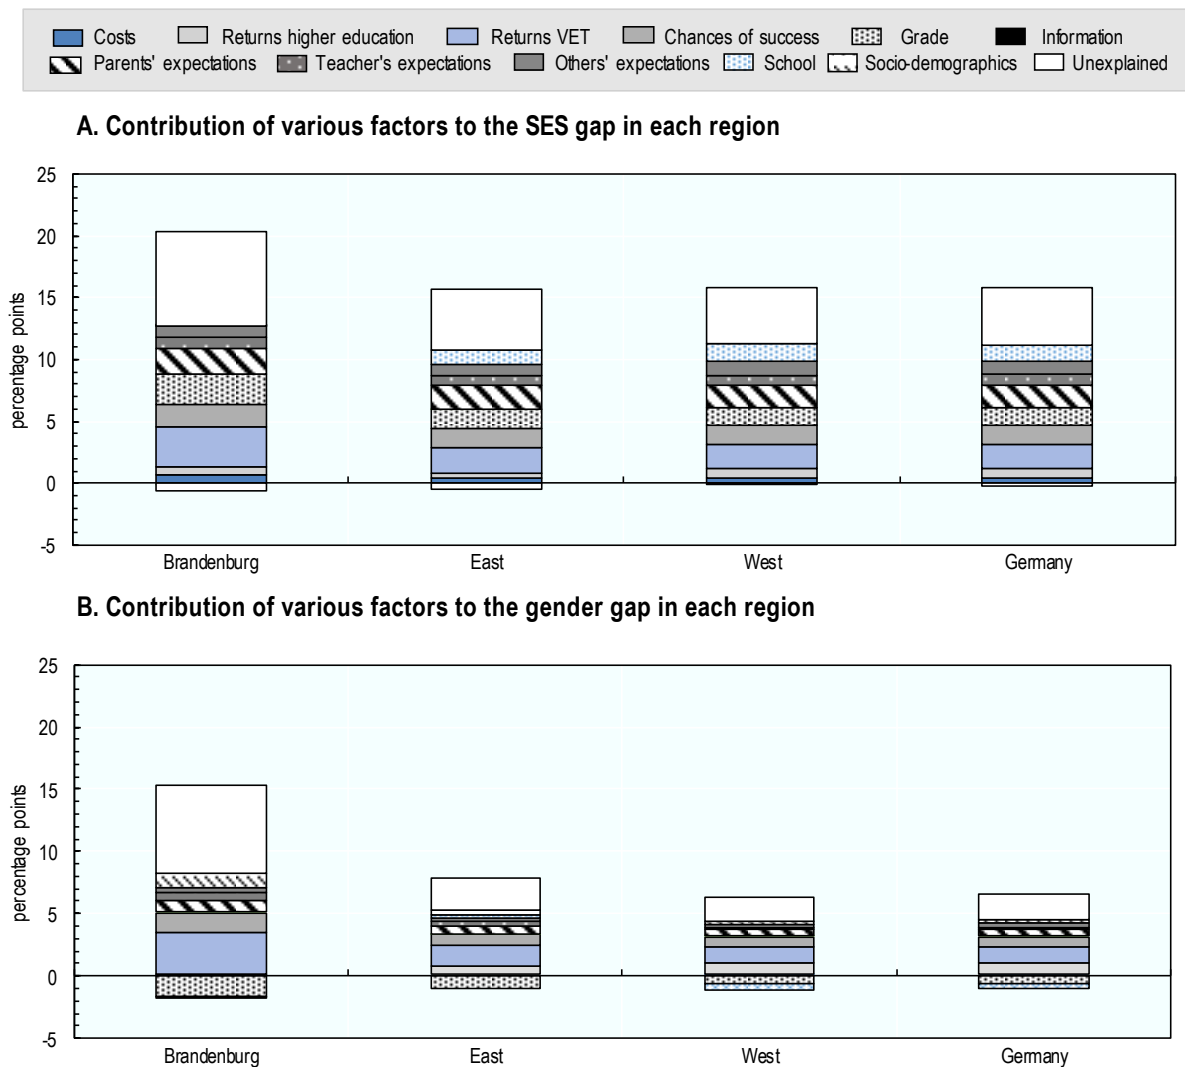 Costs Returns higher education Returns VET Chances of success Grade Information
Parents' expectations Teacher's expectations Others' expectations School Socio-demographics Unexplained
A. Contribution of various factors to the SES gap in each region
percentage points
25
20
15
10
5
0
-5
Brandenburg East West Germany
B. Contribution of various factors to the gender gap in each region
percentage points
25
20
15
10
5
0
-5
Brandenburg East West Germany